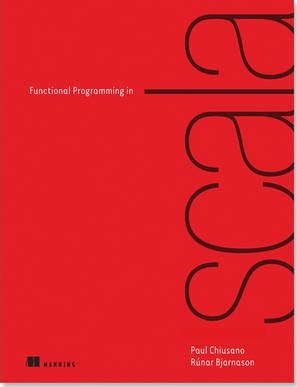 Functional Programming in
scala
Paul Chiusano
Rúnar Bjarnason
MANNING